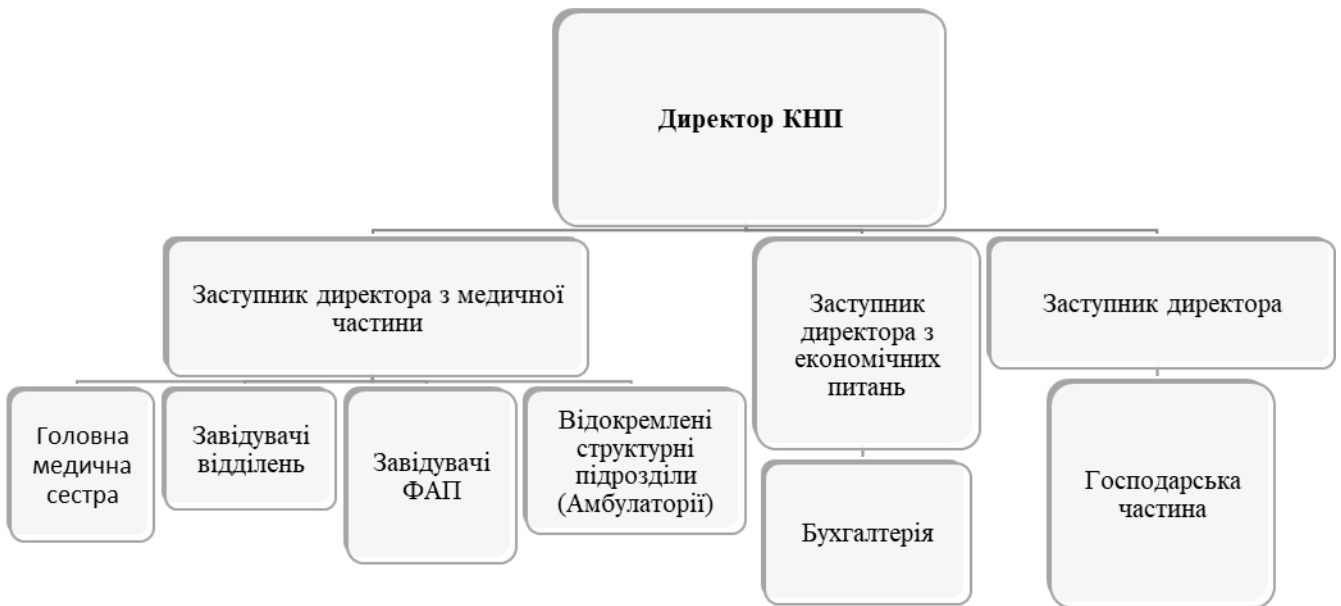 Директор КНП
Заступник директора з медичної
частини
Заступник
директора з
економічних
питань
Заступник директора
Головна
медична
сестра
Завідувачі
відділень
Завідувачі
ФАП
Відокремлені
структурні
підрозділи
(Амбулаторії)
Бухгалтерія
Господарська
частина